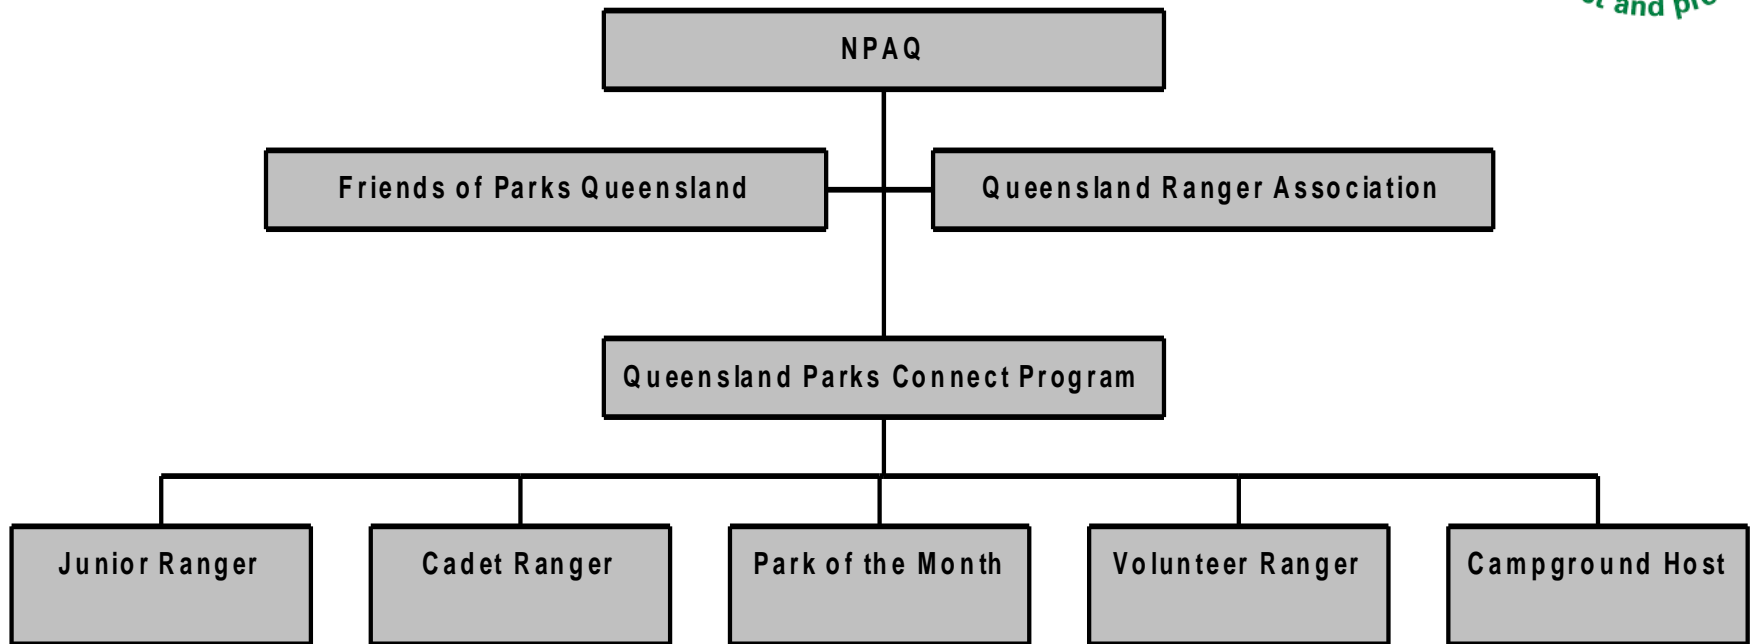 and
NPAQ
Friends of Parks Queensland
Queensland Ranger Association
Queensland Parks Connect Program
Junior Ranger
Cadet Ranger
Park of the Month
Volunteer Ranger
Campground Host